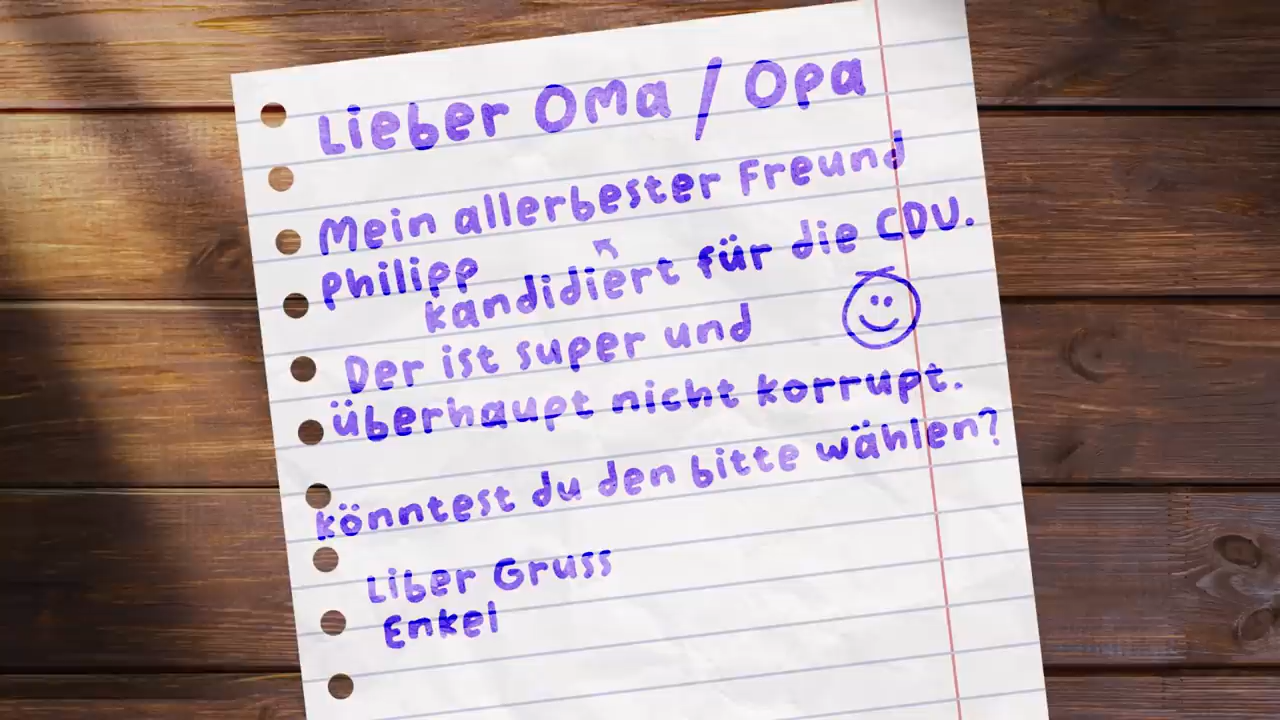 Lieber Oma / Opa
Mein allerbester Freund
Philipp
kandidiert für die CDU.
Der ist super und
überhaupt nicht korrupt.
könntest du den bitte wählen?
Liber Gruss
Enkel